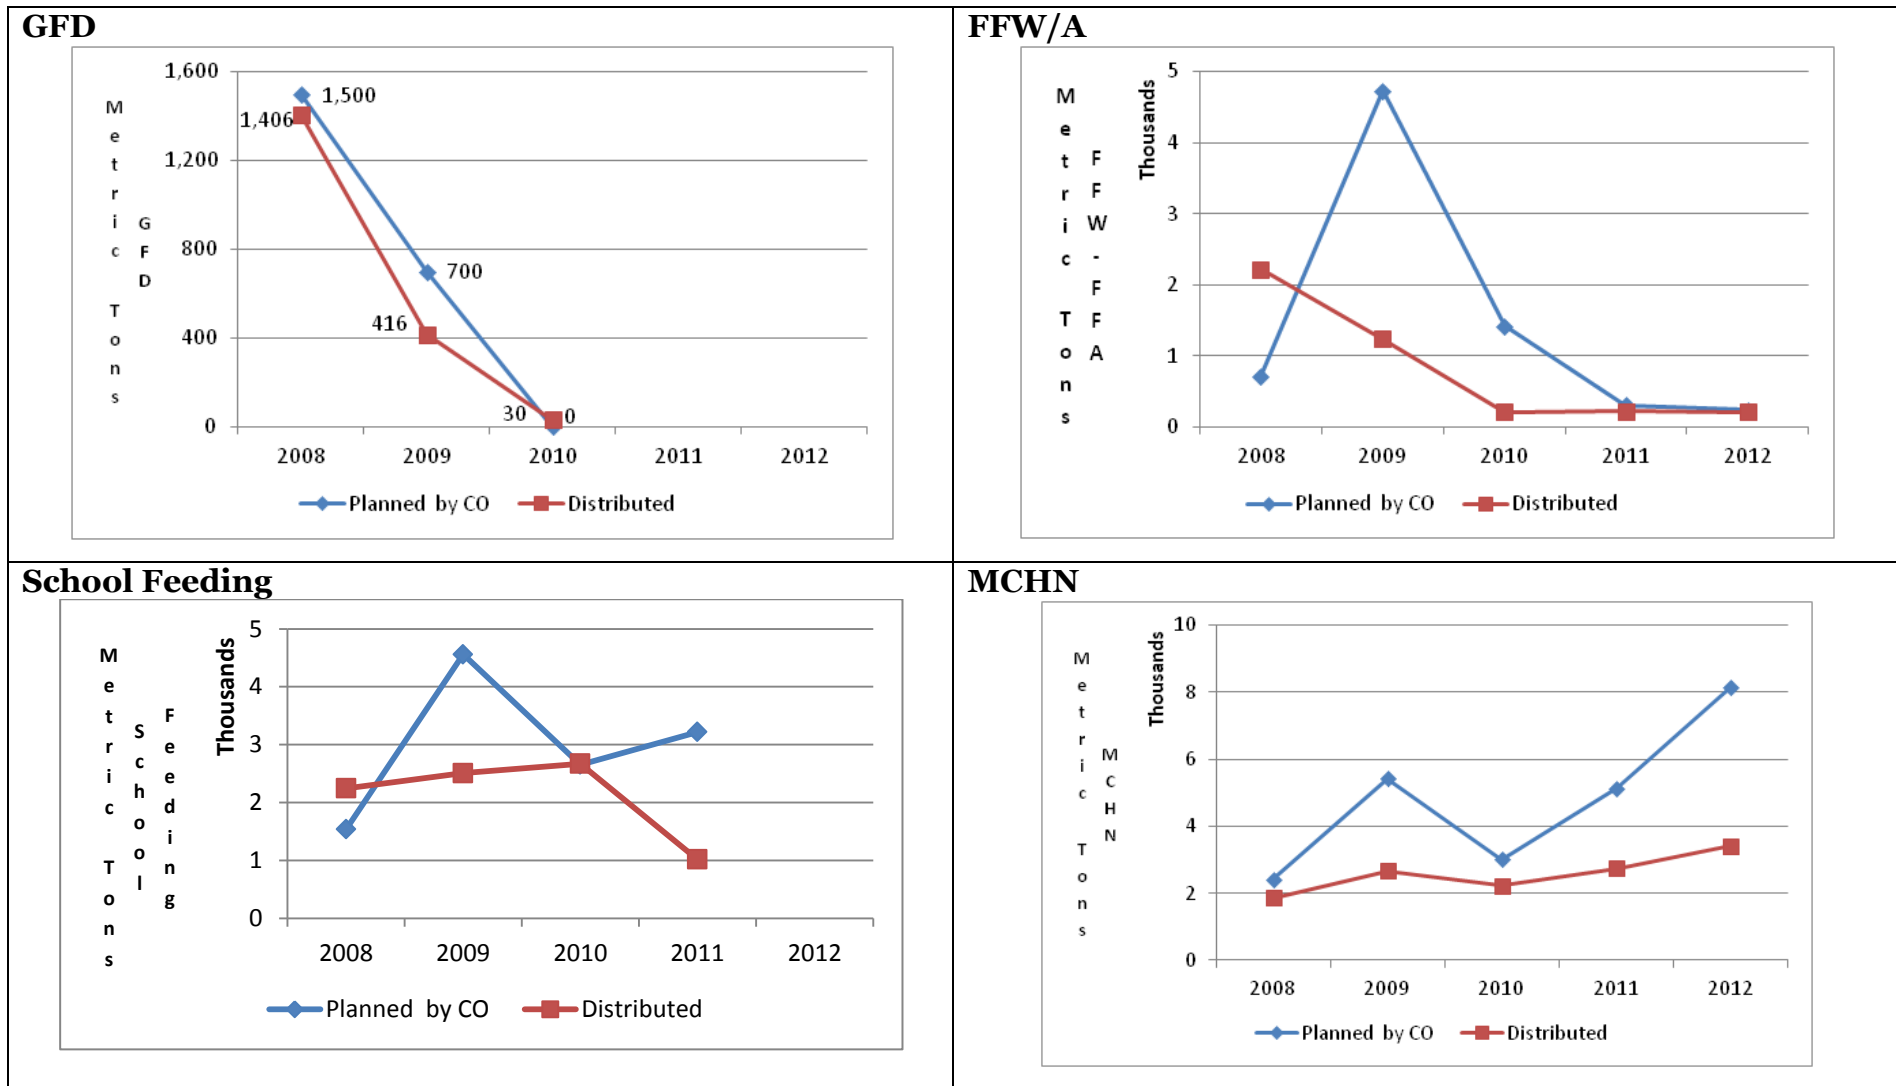 GFD
Metric Tons
GFD
1,600
1,200
800
400
0
1,500
1,406
700
416
30
0
2008 2009 2010 2011 2012
Planned by CO Distributed
FFW/A
Metric Tons
FFW-FFA
Thousands
5
4
3
2
1
0
2008 2009 2010 2011 2012
Planned by CO Distributed
School Feeding
Metric Tons
School
Feeding
Thousands
5
4
3
2
1
0
2008 2009 2010 2011 2012
Planned by CO Distributed
MCHN
Metric Tons
MCHN
Thousands
10
8
6
4
2
0
2008 2009 2010 2011 2012
Planned by CO Distributed